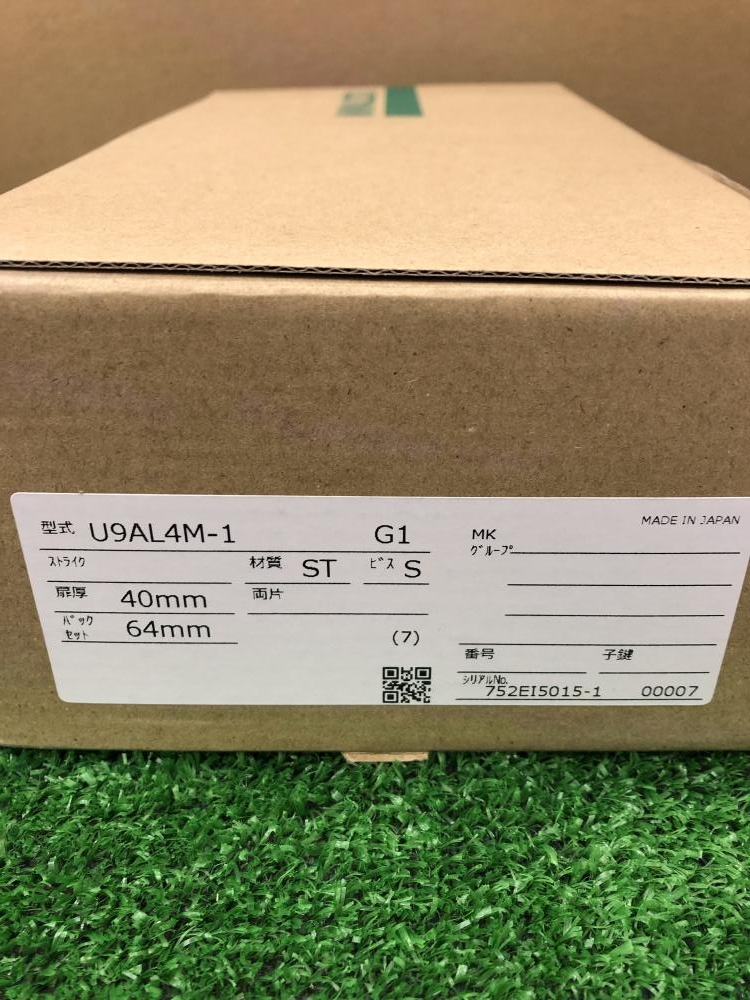 MIWA
型式 U9AL4M-1 G1
ストライク 材質 ST ビス S
扉厚 40mm 両片
バックセット 64mm (7)
MADE IN JAPAN
MK
グループ
番号 子鍵
シリアルNo. 752EI5015-1 00007